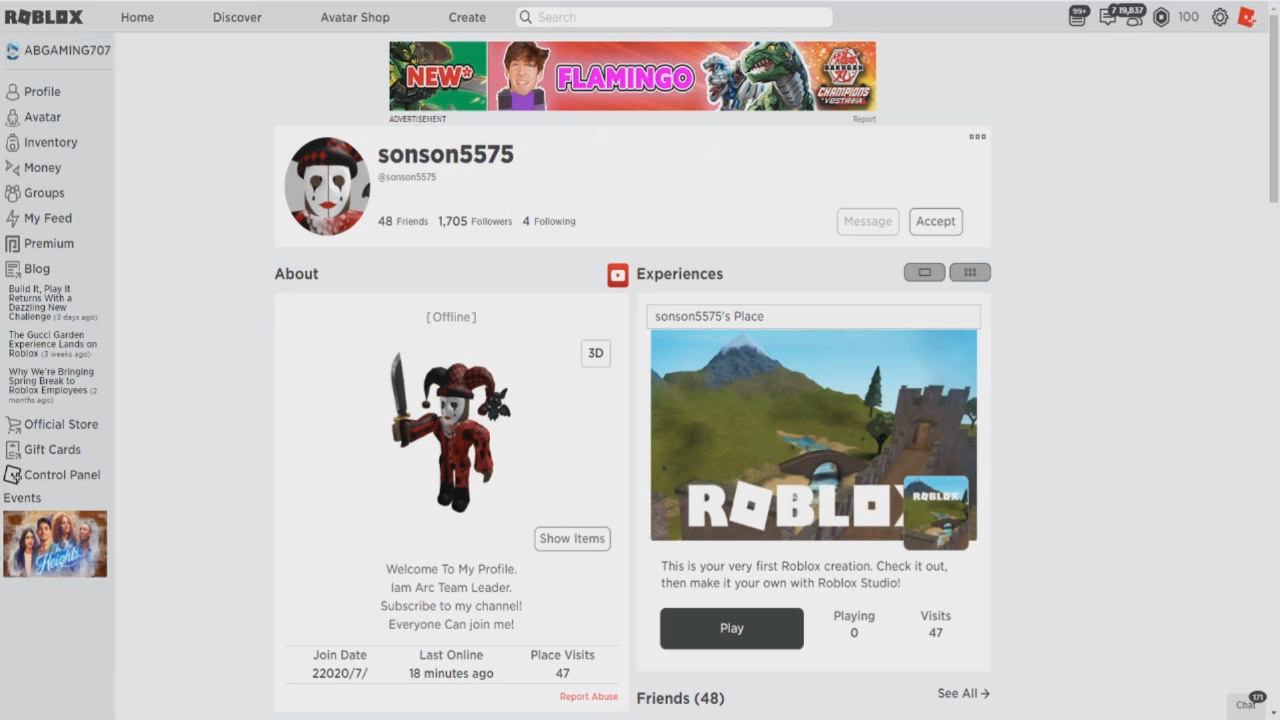 ROBLOX
Home
Discover
Avatar Shop
Create
Search
99+
7
19,837
100
ABGAMING707
Profile
Avatar
Inventory
Money
Groups
My Feed
Premium
Blog
Build It, Play It
Returns With a
Dazzling New
Challenge (3 days ago)
The Gucci Garden
Experience Lands on
Roblox (3 weeks ago)
Why We're Bringing
Spring Break to
Roblox Employees (2
months ago)
Official Store
Gift Cards
Control Panel
Events
Heights
NEW*
FLAMINGO
BAKUGAN
CHAMPIONS
VESTROIA
ADVERTISEMENT
Report
sonson5575
@sonson5575
48 Friends 1,705 Followers 4 Following
Message
Accept
About
[ Offline ]
3D
Show Items
Welcome To My Profile.
Iam Arc Team Leader.
Subscribe to my channel!
Everyone Can join me!
Join Date
22020/7/
Last Online
18 minutes ago
Place Visits
47
Report Abuse
Experiences
sonson5575's Place
ROBLOX
ROBLOX
This is your very first Roblox creation. Check it out,
then make it your own with Roblox Studio!
Play
Playing
0
Visits
47
Friends (48)
See All →
Chat
171